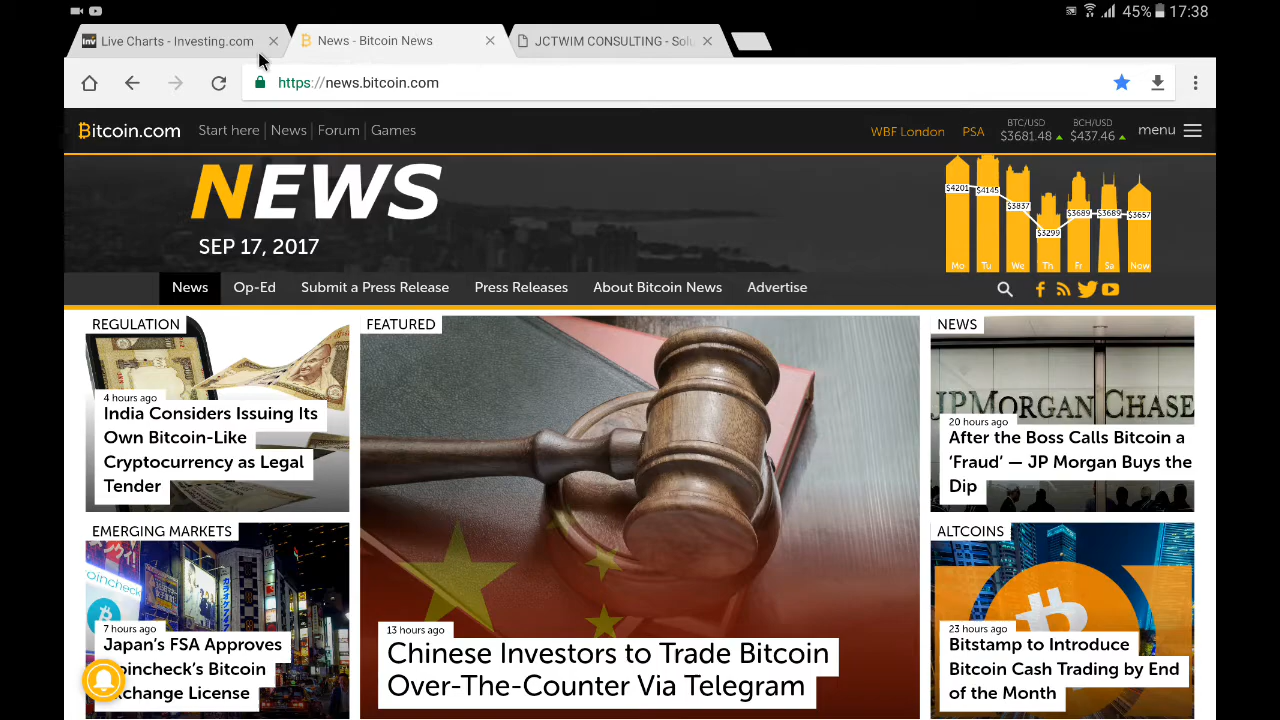 45% 17:38
inv Live Charts - Investing.com
News - Bitcoin News
JCTWIM CONSULTING - Solu
https://news.bitcoin.com
Bitcoin.com
Start here
News
Forum
Games
WBF London
PSA
BTC/USD
$3681.48
BCH/USD
$437.46
menu
NEWS
SEP 17, 2017
$4201
$4145
$3837
$3299
$3689
$3689
$3657
Mo Tu We Th Fr Sa Now
News
Op-Ed
Submit a Press Release
Press Releases
About Bitcoin News
Advertise
REGULATION
4 hours ago
India Considers Issuing Its
Own Bitcoin-Like
Cryptocurrency as Legal
Tender
EMERGING MARKETS
oincheck
7 hours ago
Japan's FSA Approves
oincheck's Bitcoin
xchange License
FEATURED
13 hours ago
Chinese Investors to Trade Bitcoin
Over-The-Counter Via Telegram
NEWS
JPMORGAN CHASE
20 hours ago
After the Boss Calls Bitcoin a
‘Fraud’ — JP Morgan Buys the
Dip
ALTCOINS
23 hours ago
Bitstamp to Introduce
Bitcoin Cash Trading by End
of the Month